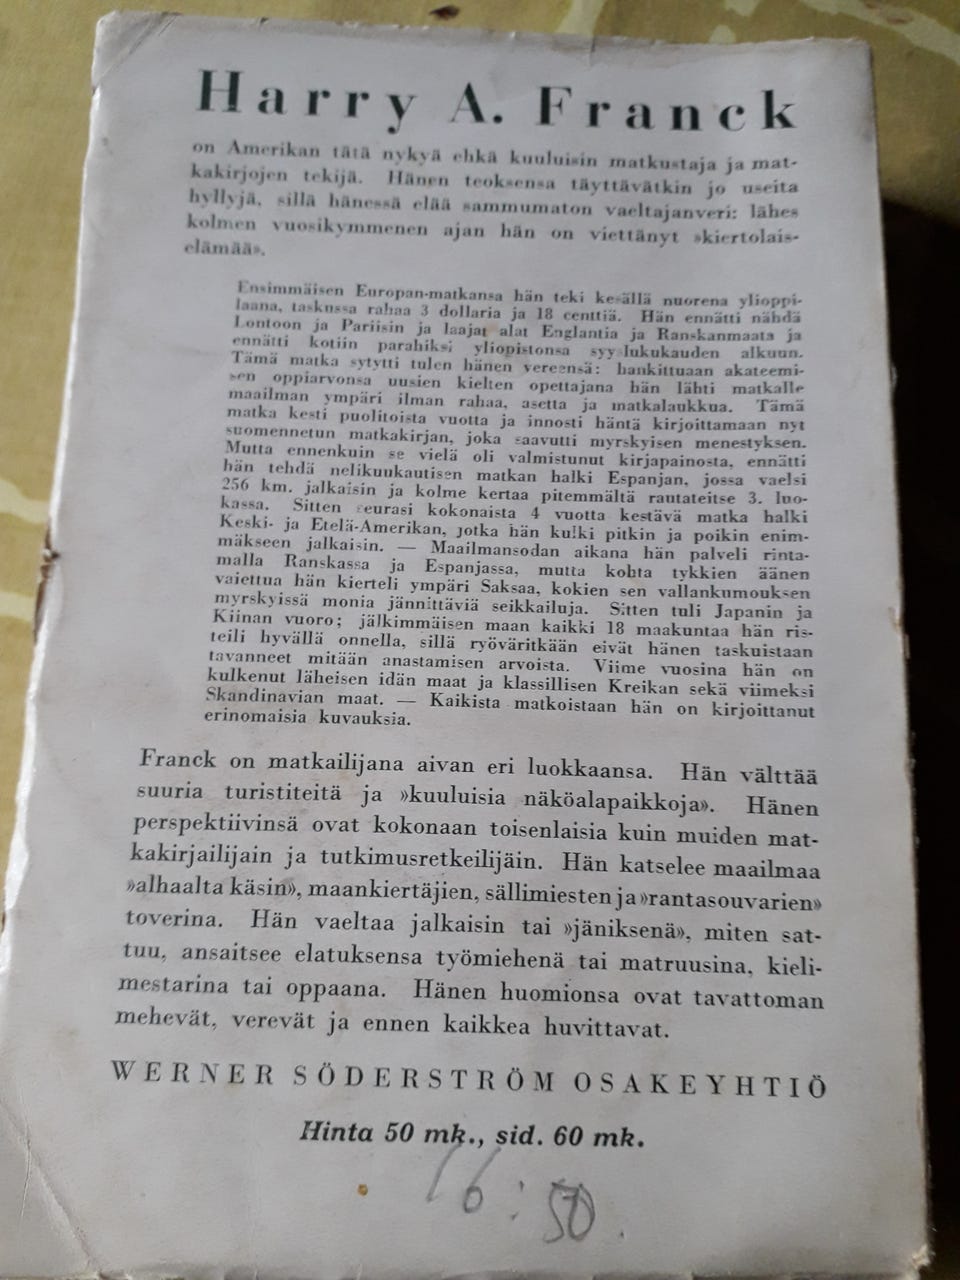 Harry A. Franck
on Amerikan tätä nykyä ehkä kuuluisin matkustaja ja mat-
kakirjojen tekijä. Hänen teoksensa täyttävätkin jo useita
hyllyjä, sillä hänessä elää sammumaton vaeltajanveri: lähes
kolmen vuosikymmenen ajan hän on viettänyt »kiertolais-
elämää».
Ensimmäisen Europan-matkansa hän teki kesällä nuorena ylioppi-
laana, taskussa rahaa 3 dollaria ja 18 centtiä. Hän ennätti nähdä
Lontoon ja Pariisin ja laajat alat Englantia ja Ranskanmaata ja
ennätti kotiin parahiksi yliopistonsa syyslukukauden alkuun.
Tämä matka sytytti tulen hänen vereensä: hankittuaan akateemi-
sen oppiarvonsa uusien kielten opettajana hän lähti matkalle
maailman ympäri ilman rahaa, asetta ja matkalaukkua. Tämä
matka kesti puolitoista vuotta ja innosti häntä kirjoittamaan nyt
suomennetun matkakirjan, joka saavutti myrskyisen menestyksen.
Mutta ennenkuin se vielä oli valmistunut kirjapainosta, ennätti
hän tehdä nelikuukautisen matkan halki Espanjan, jossa vaelsi
256 km. jalkaisin ja kolme kertaa pitemmältä rautateitse 3. luo-
kassa. Sitten seurasi kokonaista 4 vuotta kestävä matka halki
Keski- ja Etelä-Amerikan, jotka hän kulki pitkin ja poikin enim-
mäkseen jalkaisin. — Maailmansodan aikana hän palveli rinta-
malla Ranskassa ja Espanjassa, mutta kohta tykkien äänen
vaiettua hän kierteli ympäri Saksaa, kokien sen vallankumouksen
myrskyissä monia jännittäviä seikkailuja. Sitten tuli Japanin ja
Kiinan vuoro; jälkimmäisen maan kaikki 18 maakuntaa hän ris-
teili hyvällä onnella, sillä ryöväritkään eivät hänen taskuistaan
tavanneet mitään anastamisen arvoista. Viime vuosina hän on
kulkenut läheisen idän maat ja klassillisen Kreikan sekä viimeksi
Skandinavian maat. — Kaikista matkoistaan hän on kirjoittanut
erinomaisia kuvauksia.
Franck on matkailijana aivan eri luokkaansa. Hän välttää
suuria turistiteitä ja »kuuluisia näköalapaikkoja». Hänen
perspektiivinsä ovat kokonaan toisenlaisia kuin muiden mat-
kakirjailijain ja tutkimusretkeilijäin. Hän katselee maailmaa
»alhaalta käsin», maankiertäjien, sällimiesten ja »rantasouvarien»
toverina. Hän vaeltaa jalkaisin tai »jäniksenä», miten sat-
tuu, ansaitsee elatuksensa työmiehenä tai matruusina, kieli-
mestarina tai oppaana. Hänen huomionsa ovat tavattoman
mehevät, verevät ja ennen kaikkea huvittavat.
WERNER SÖDERSTRÖM OSAKEYHTIÖ
Hinta 50 mk., sid. 60 mk.
16:50.